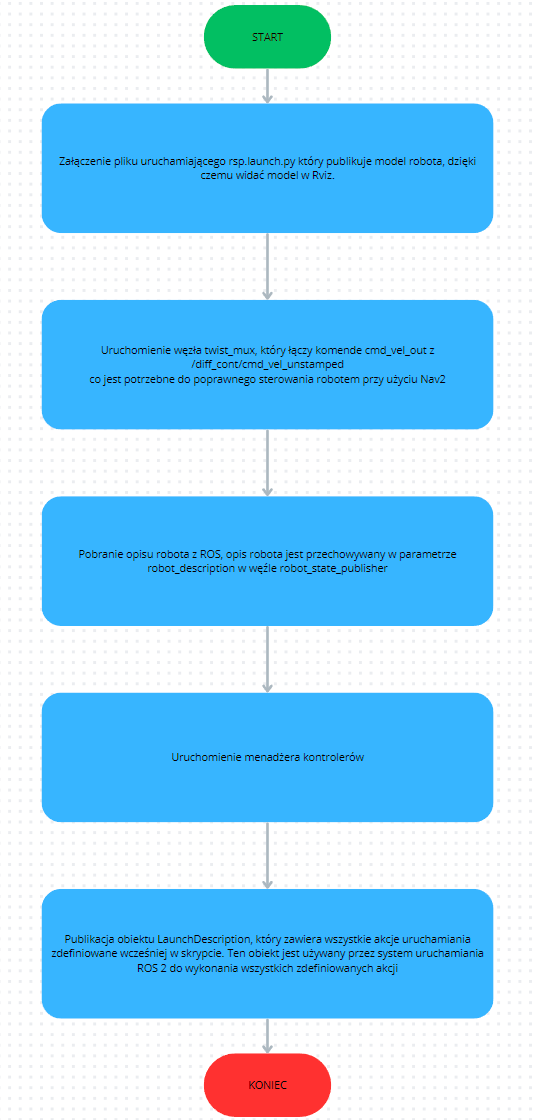 START
Załączenie pliku uruchamiającego rsp.launch.py który publikuje model robota, dzięki
czemu widać model w Rviz.
Uruchomienie węzła twist_mux, który łączy komende cmd_vel_out z
/diff_cont/cmd_vel_unstamped
co jest potrzebne do poprawnego sterowania robotem przy użyciu Nav2
Pobranie opisu robota z ROS, opis robota jest przechowywany w parametrze
robot_description w węźle robot_state_publisher
Uruchomienie menadżera kontrolerów
Publikacja obiektu LaunchDescription, który zawiera wszystkie akcje uruchamiania
zdefiniowane wcześniej w skrypcie. Ten obiekt jest używany przez system uruchamiania
ROS 2 do wykonania wszystkich zdefiniowanych akcji
KONIEC